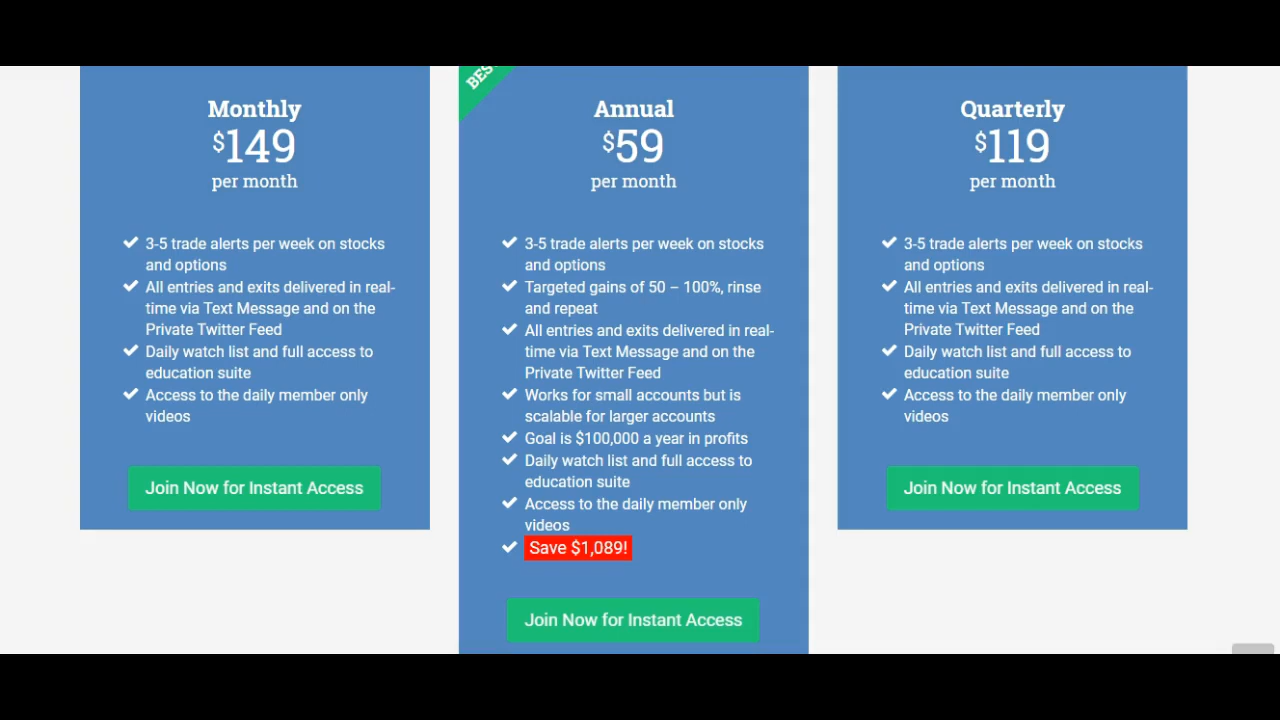 Monthly
$149
per month
3-5 trade alerts per week on stocks
and options
All entries and exits delivered in real-
time via Text Message and on the
Private Twitter Feed
Daily watch list and full access to
education suite
Access to the daily member only
videos
Join Now for Instant Access
Annual
$59
per month
3-5 trade alerts per week on stocks
and options
Targeted gains of 50 – 100%, rinse
and repeat
All entries and exits delivered in real-
time via Text Message and on the
Private Twitter Feed
Works for small accounts but is
scalable for larger accounts
Goal is $100,000 a year in profits
Daily watch list and full access to
education suite
Access to the daily member only
videos
Save $1,089!
Join Now for Instant Access
Quarterly
$119
per month
3-5 trade alerts per week on stocks
and options
All entries and exits delivered in real-
time via Text Message and on the
Private Twitter Feed
Daily watch list and full access to
education suite
Access to the daily member only
videos
Join Now for Instant Access